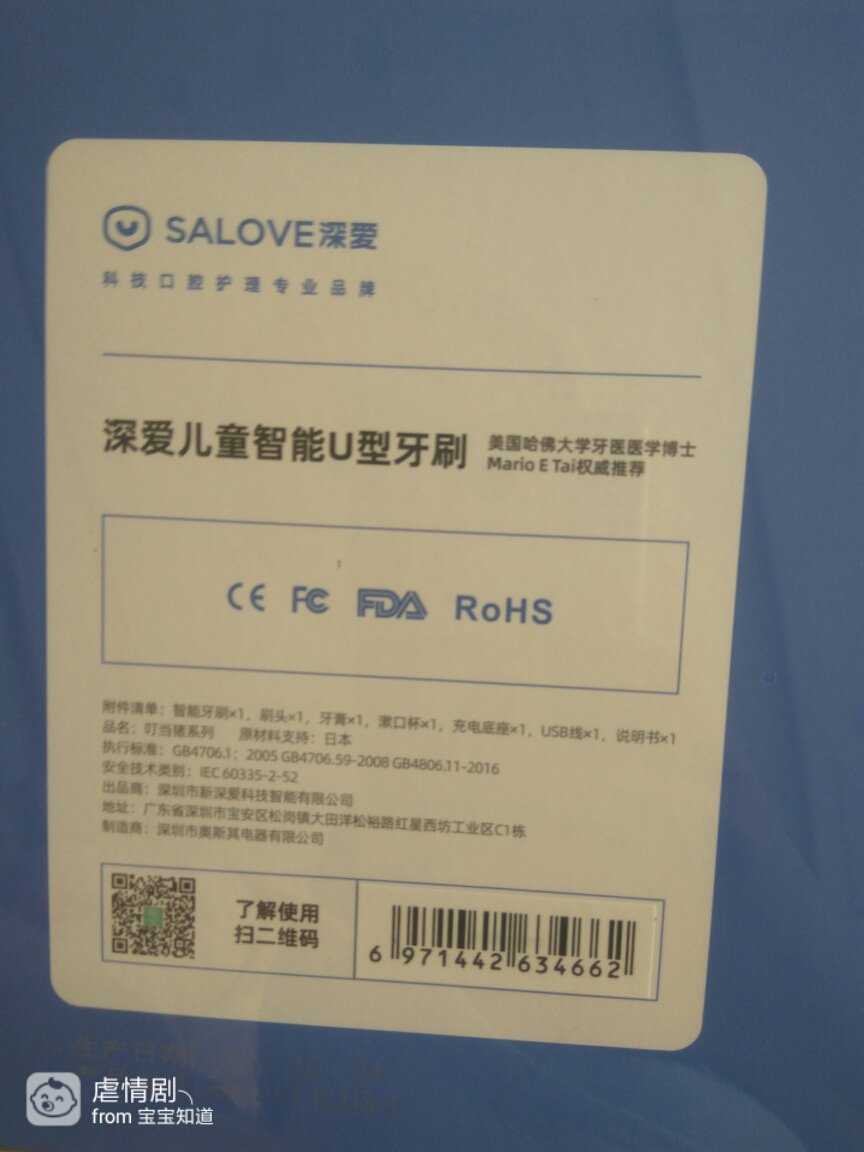 SALOVE深爱
科技口腔护理专业品牌
深爱儿童智能U型牙刷
美国哈佛大学牙医医学博士
Mario E Tai权威推荐
CE FC FDA RoHS
附件清单：智能牙刷×1，刷头×1，牙膏×1，漱口杯×1，充电底座×1，USB线×1，说明书×1
品名：叮当猪系列 原材料支持：日本
执行标准：GB4706.1：2005 GB4706.59-2008 GB4806.11-2016
安全技术类别：IEC 60335-2-52
出品商：深圳市新深爱科技智能有限公司
地址：广东省深圳市宝安区松岗镇大田洋松裕路红星西坊工业区C1栋
制造商：深圳市奥斯其电器有限公司
了解使用
扫二维码
6 971442 634662
生产日期
虐情剧
from 宝宝知道